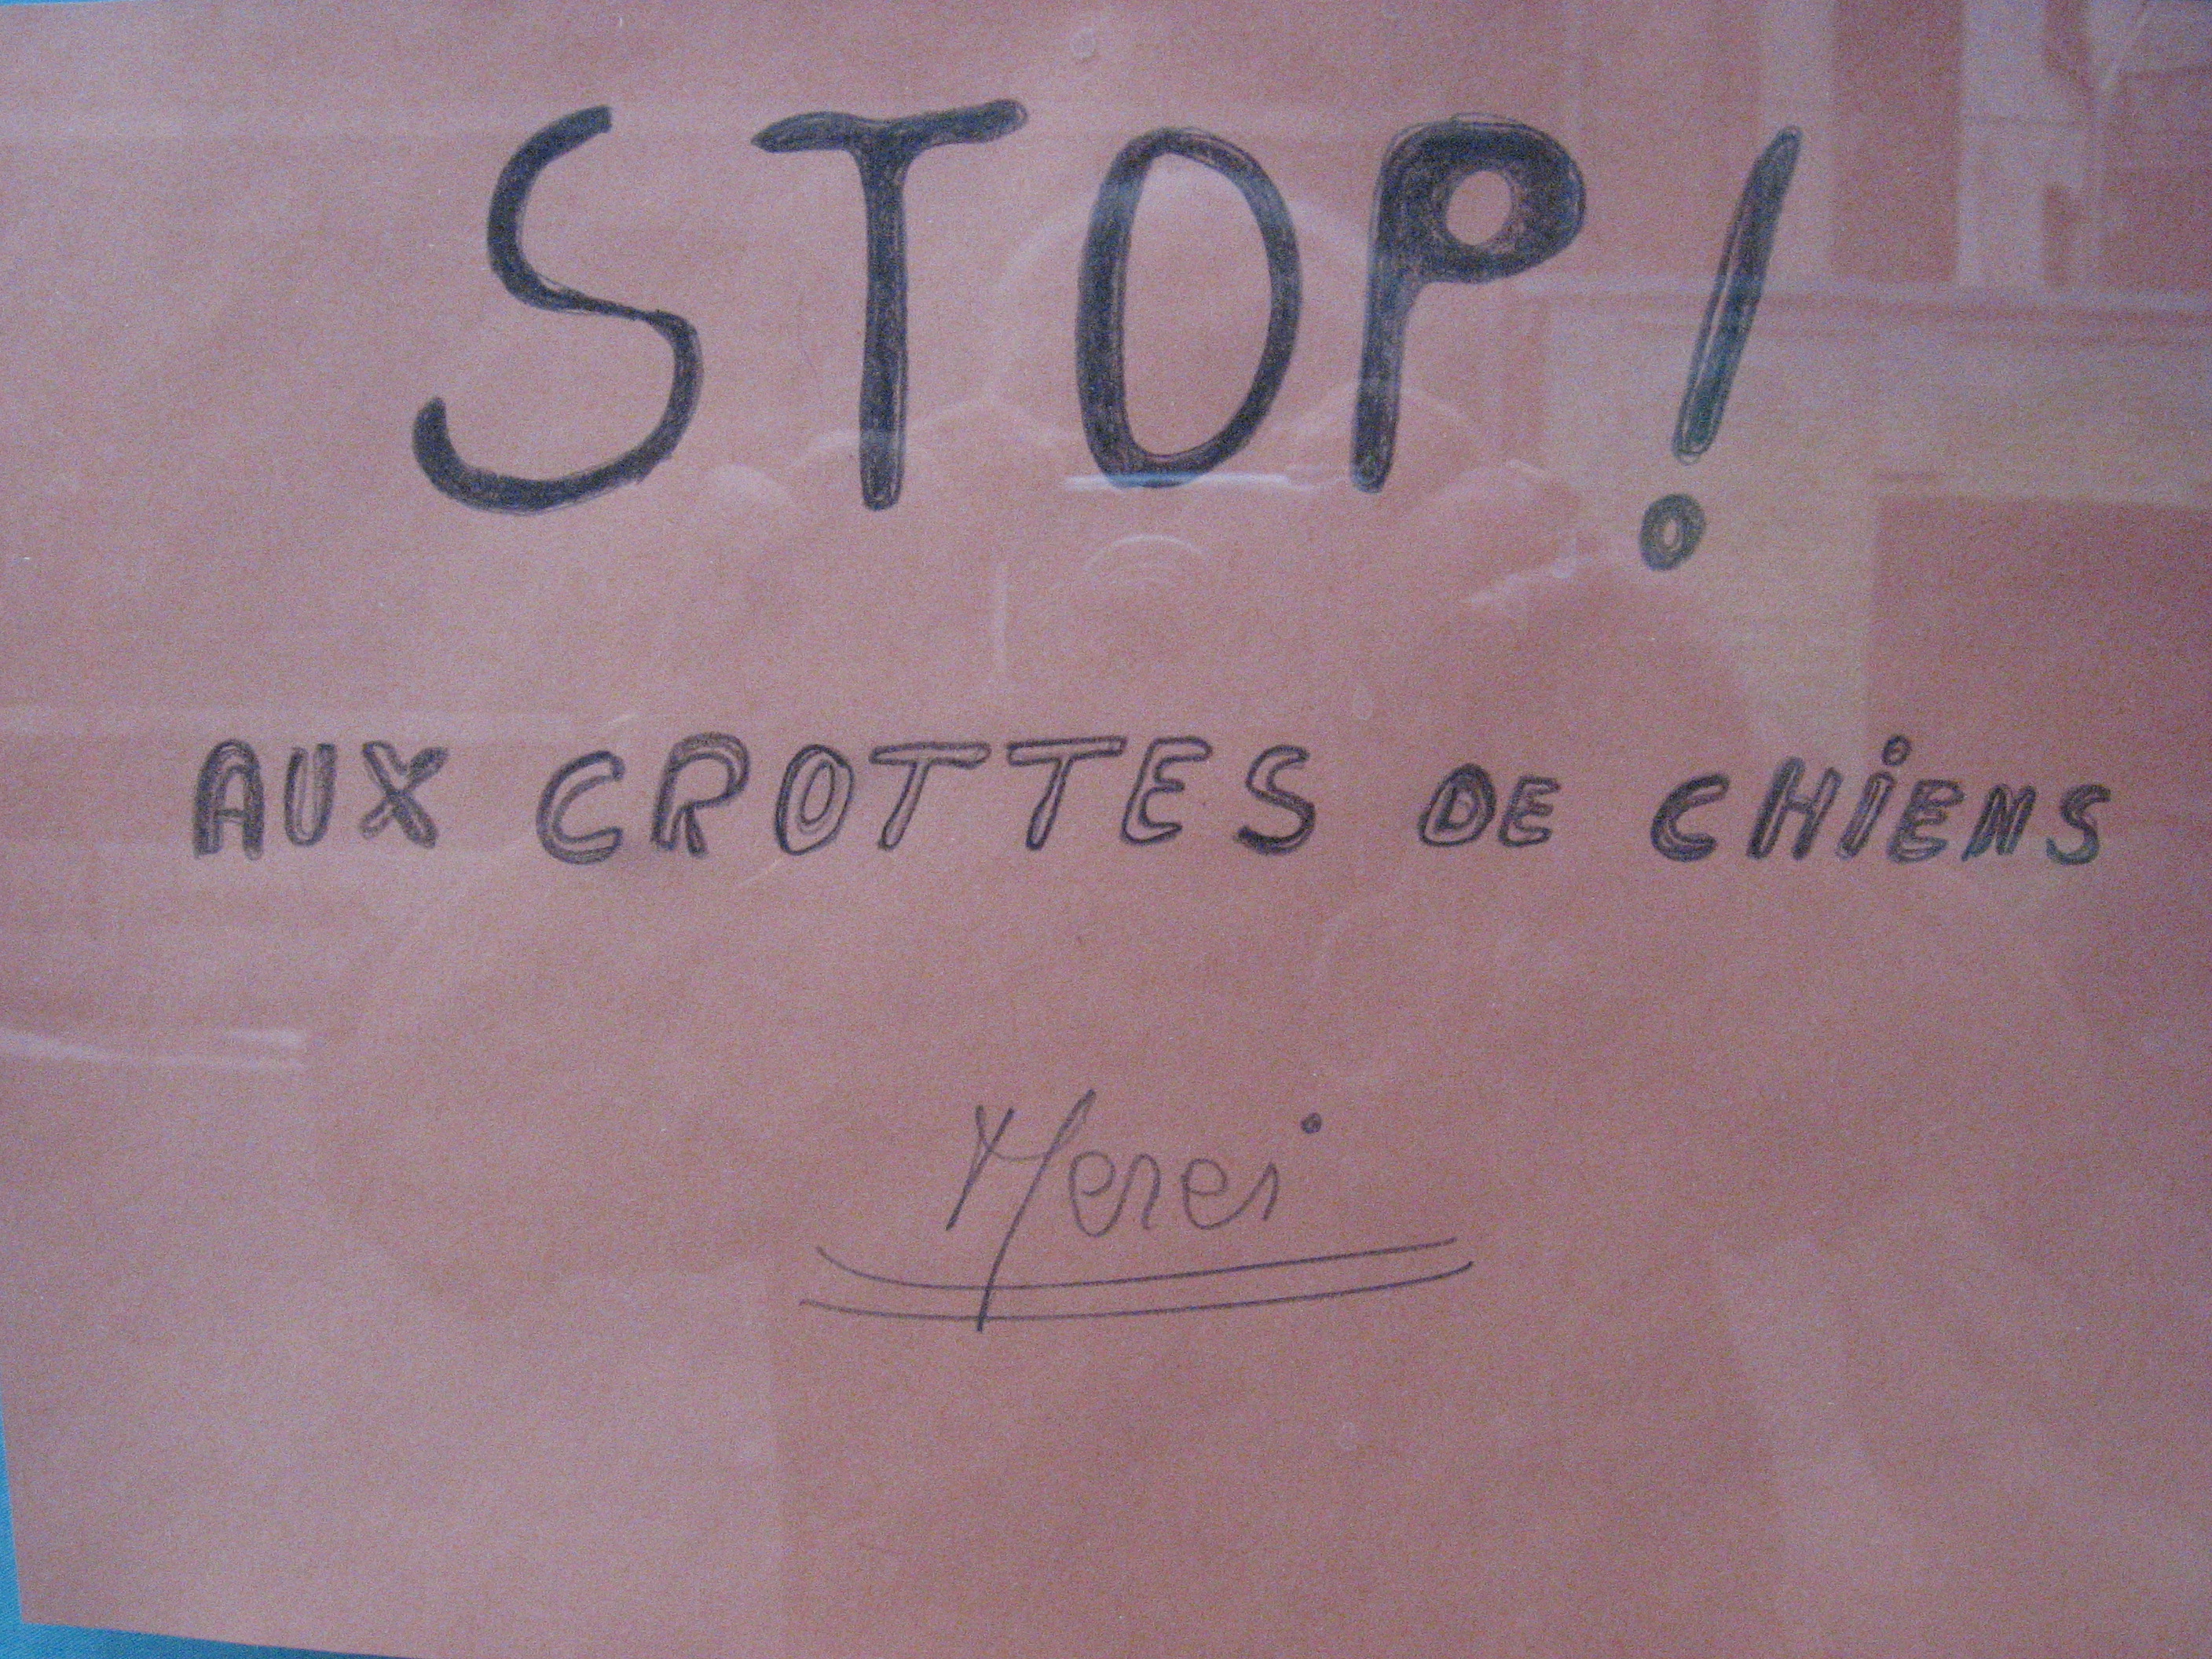 STOP!
AUX CROTTES DE CHiENS
Merci